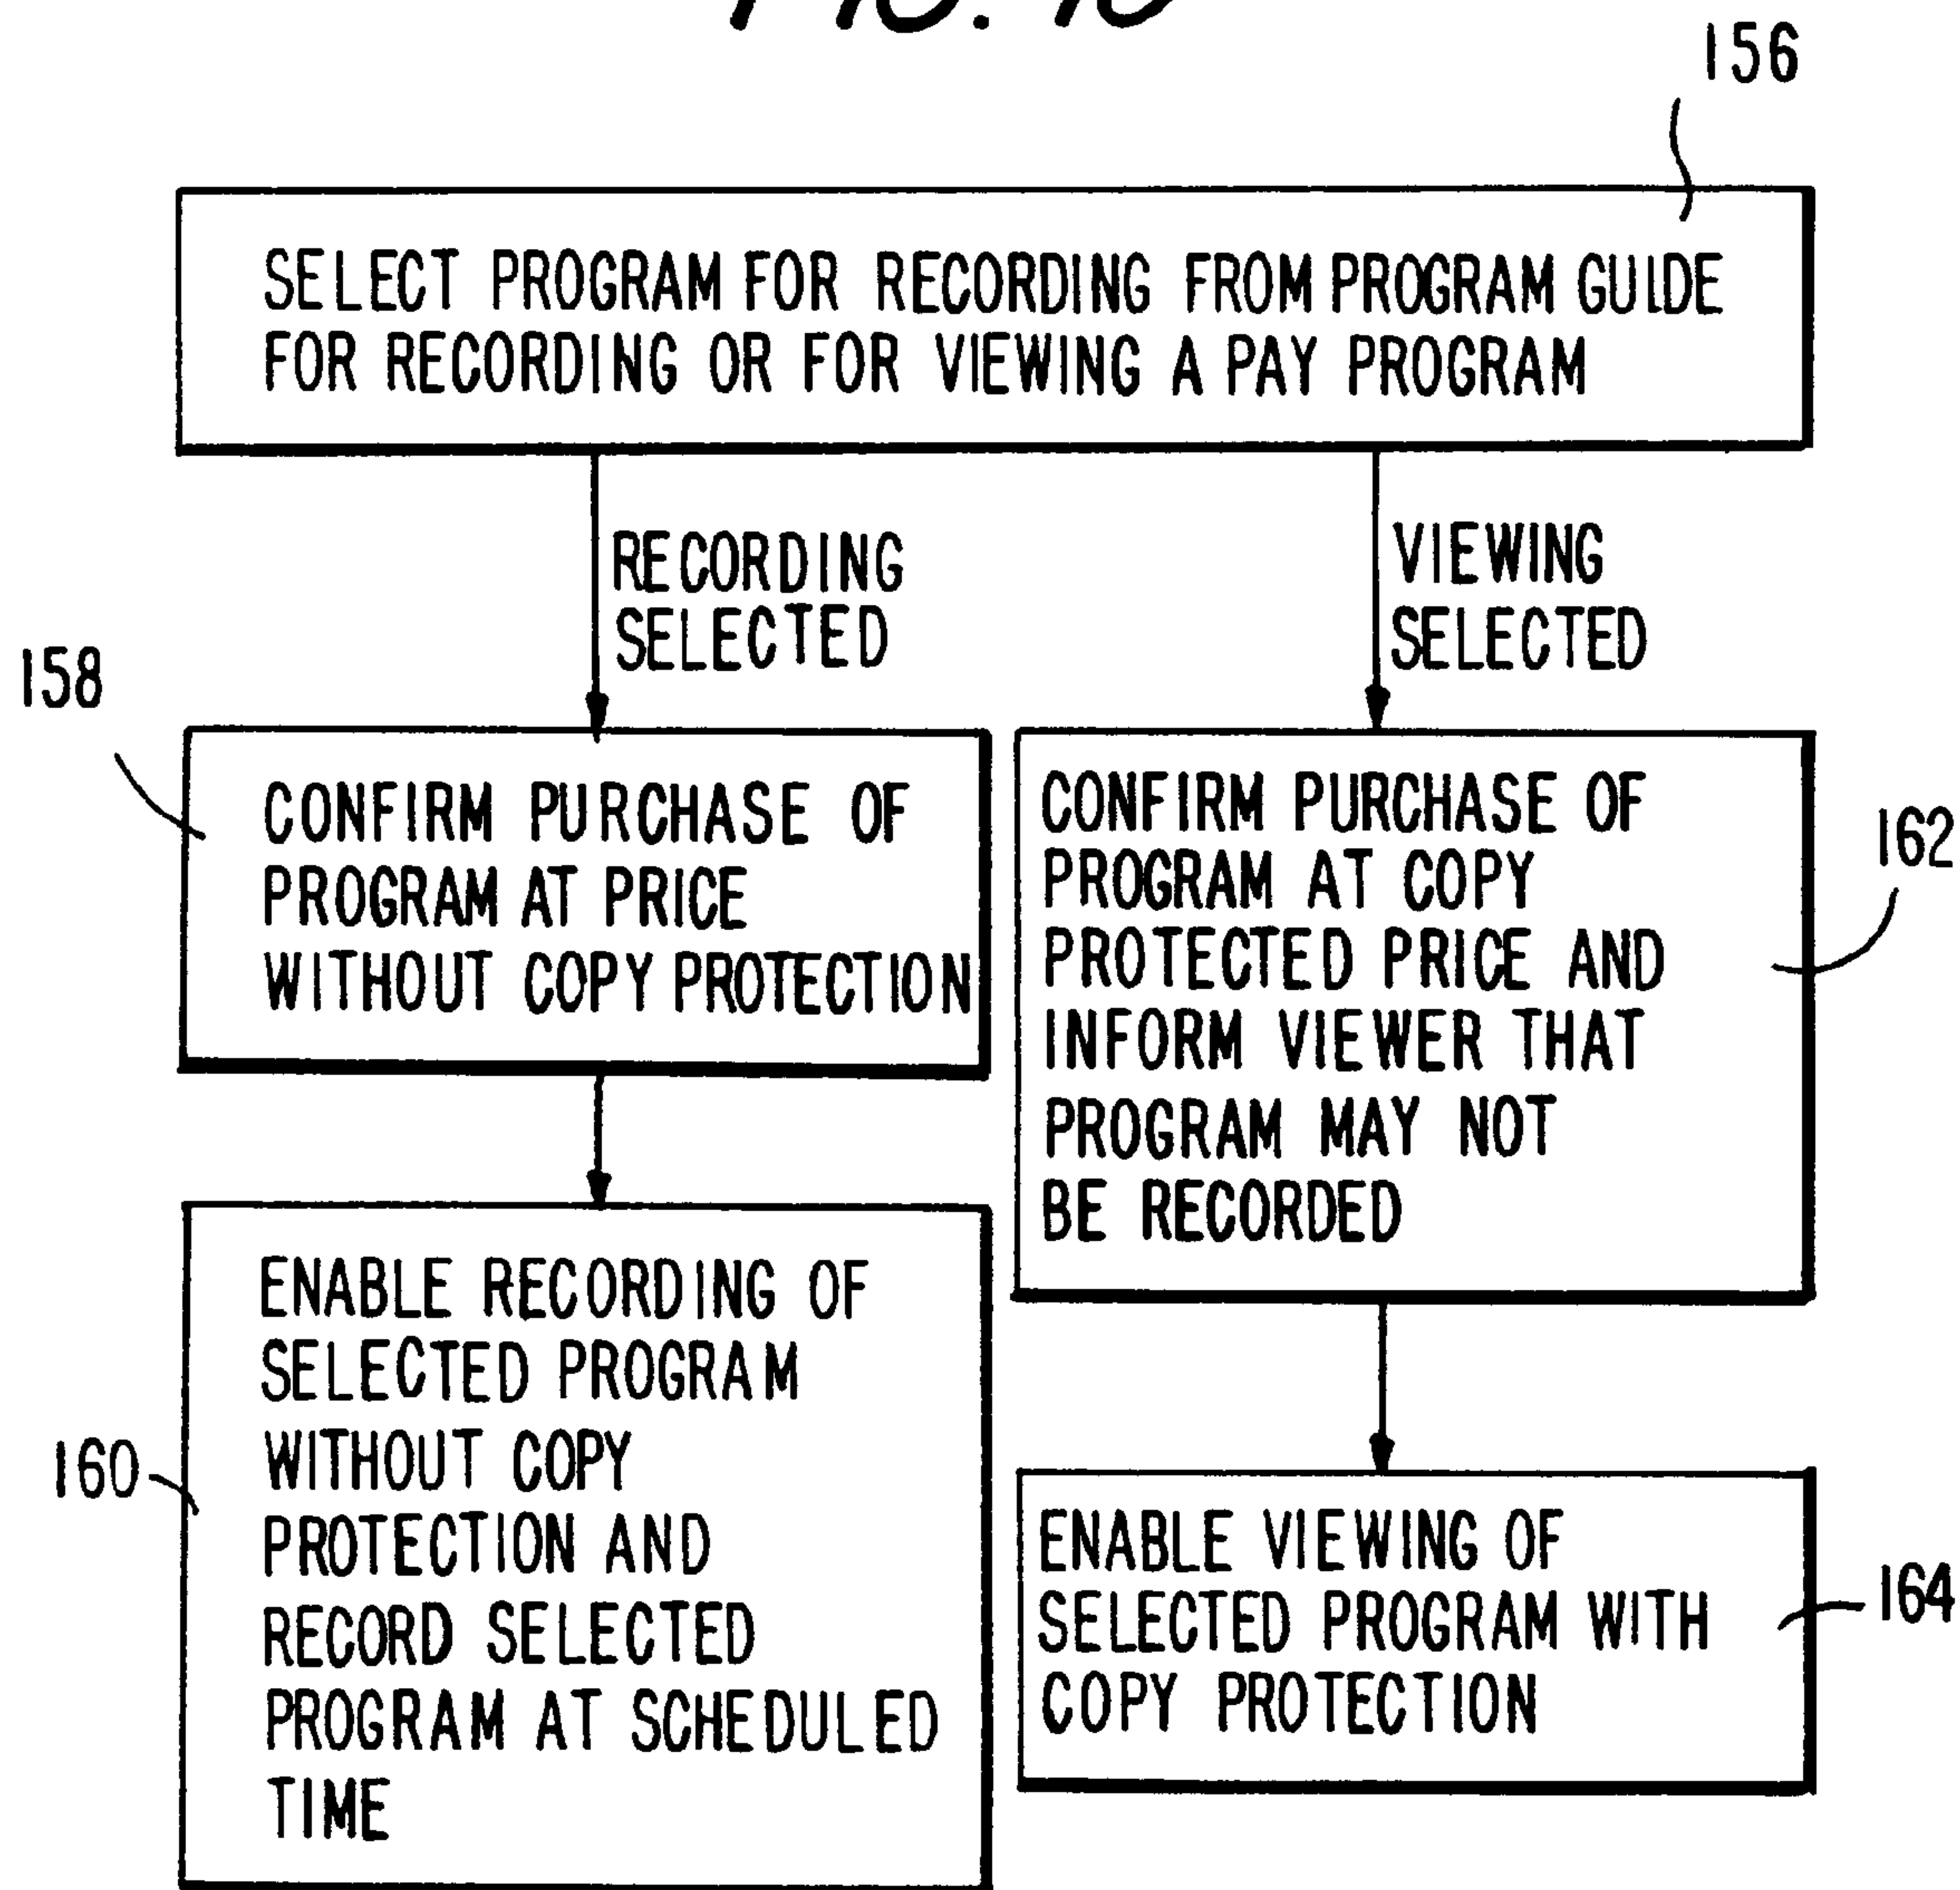 156
SELECT PROGRAM FOR RECORDING FROM PROGRAM GUIDE
FOR RECORDING OR FOR VIEWING A PAY PROGRAM
RECORDING
SELECTED
VIEWING
SELECTED
158
CONFIRM PURCHASE OF
PROGRAM AT PRICE
WITHOUT COPY PROTECTION
CONFIRM PURCHASE OF
PROGRAM AT COPY
PROTECTED PRICE AND
INFORM VIEWER THAT
PROGRAM MAY NOT
BE RECORDED
162
160
ENABLE RECORDING OF
SELECTED PROGRAM
WITHOUT COPY
PROTECTION AND
RECORD SELECTED
PROGRAM AT SCHEDULED
TIME
ENABLE VIEWING OF
SELECTED PROGRAM WITH
COPY PROTECTION
164